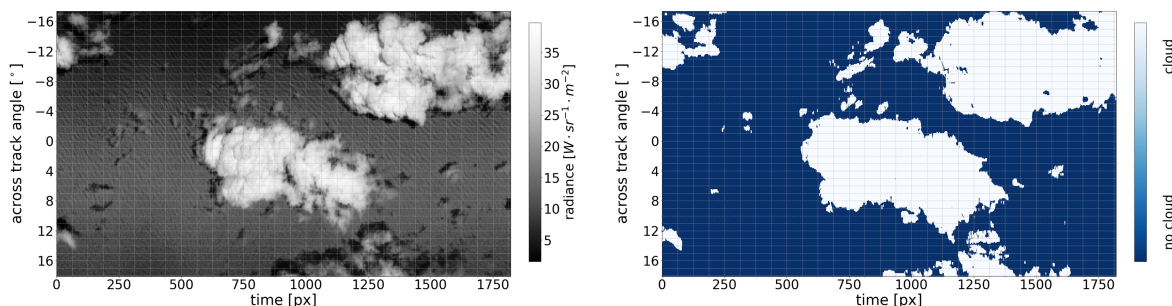 −16
−12
−8
−4
0
4
8
12
16
across track angle [°]
0 250 500 750 1000 1250 1500 1750
time [px]
35
30
25
20
15
10
5
radiance [W · sr⁻¹ · m⁻²]
−16
−12
−8
−4
0
4
8
12
16
across track angle [°]
0 250 500 750 1000 1250 1500 1750
time [px]
cloud
no cloud